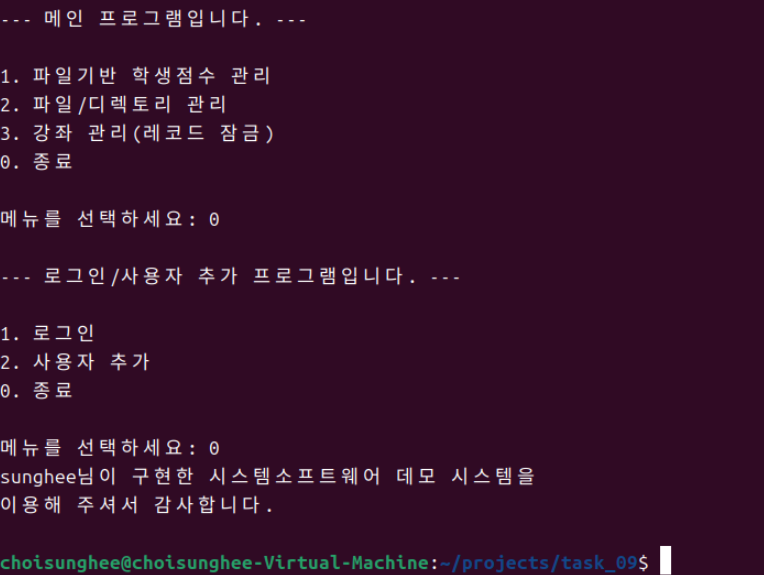 --- 메인 프로그램입니다. ---
1. 파일기반 학생점수 관리
2. 파일/디렉토리 관리
3. 강좌 관리(레코드 잠금)
0. 종료
메뉴를 선택하세요: 0
--- 로그인/사용자 추가 프로그램입니다. ---
1. 로그인
2. 사용자 추가
0. 종료
메뉴를 선택하세요: 0
sunghee님이 구현한 시스템소프트웨어 데모 시스템을
이용해 주셔서 감사합니다.
choisunghee@choisunghee-Virtual-Machine:~/projects/task_09$